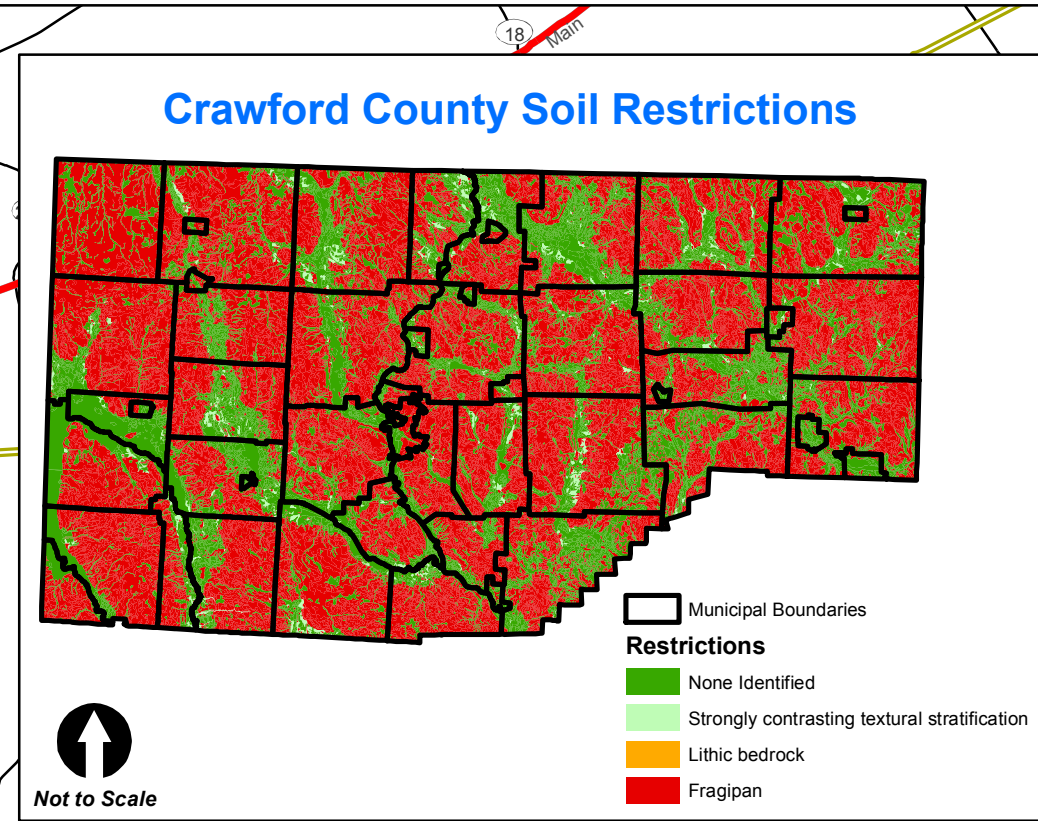 18
Main
Crawford County Soil Restrictions
Municipal Boundaries
Restrictions
None Identified
Strongly contrasting textural stratification
Lithic bedrock
Fragipan
Not to Scale